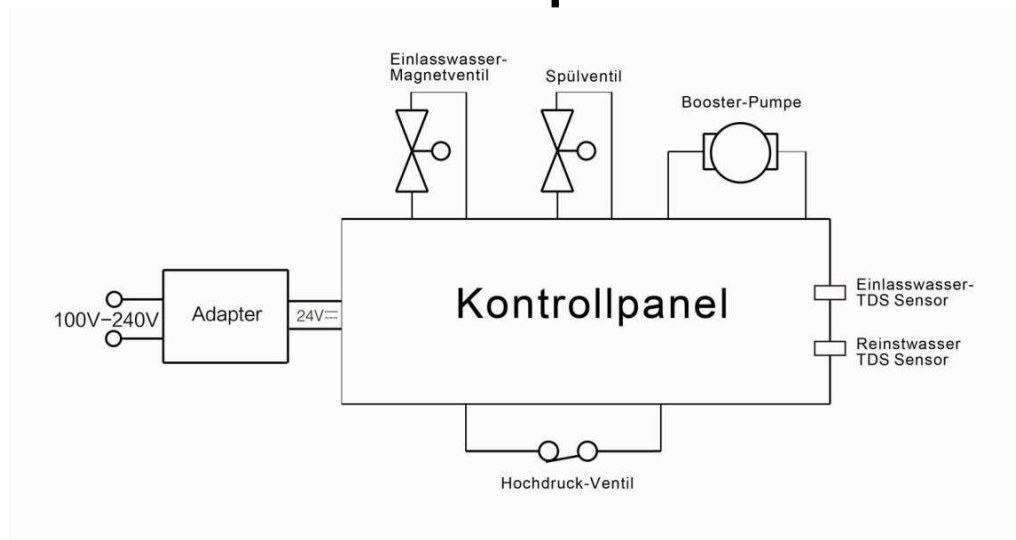 Einlasswasser-
Magnetventil
Spülventil
Booster-Pumpe
100V–240V
Adapter
24V⎓
Kontrollpanel
Einlasswasser-
TDS Sensor
Reinstwasser
TDS Sensor
Hochdruck-Ventil